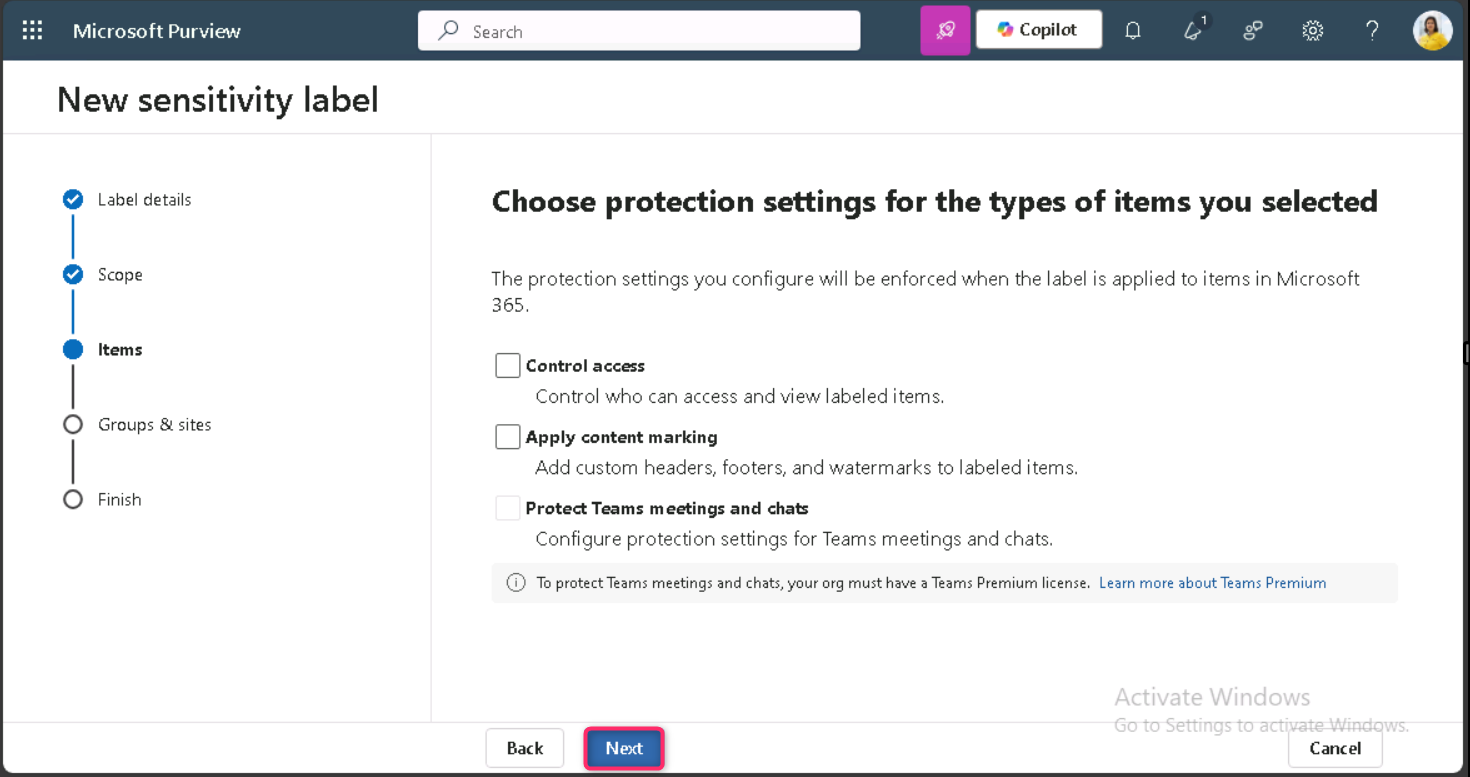 Microsoft Purview
Search
Copilot
1
New sensitivity label
Label details
Scope
Items
Groups & sites
Finish
Choose protection settings for the types of items you selected
The protection settings you configure will be enforced when the label is applied to items in Microsoft
365.
Control access
Control who can access and view labeled items.
Apply content marking
Add custom headers, footers, and watermarks to labeled items.
Protect Teams meetings and chats
Configure protection settings for Teams meetings and chats.
To protect Teams meetings and chats, your org must have a Teams Premium license. Learn more about Teams Premium
Activate Windows
Go to Settings to activate Windows.
Back
Next
Cancel